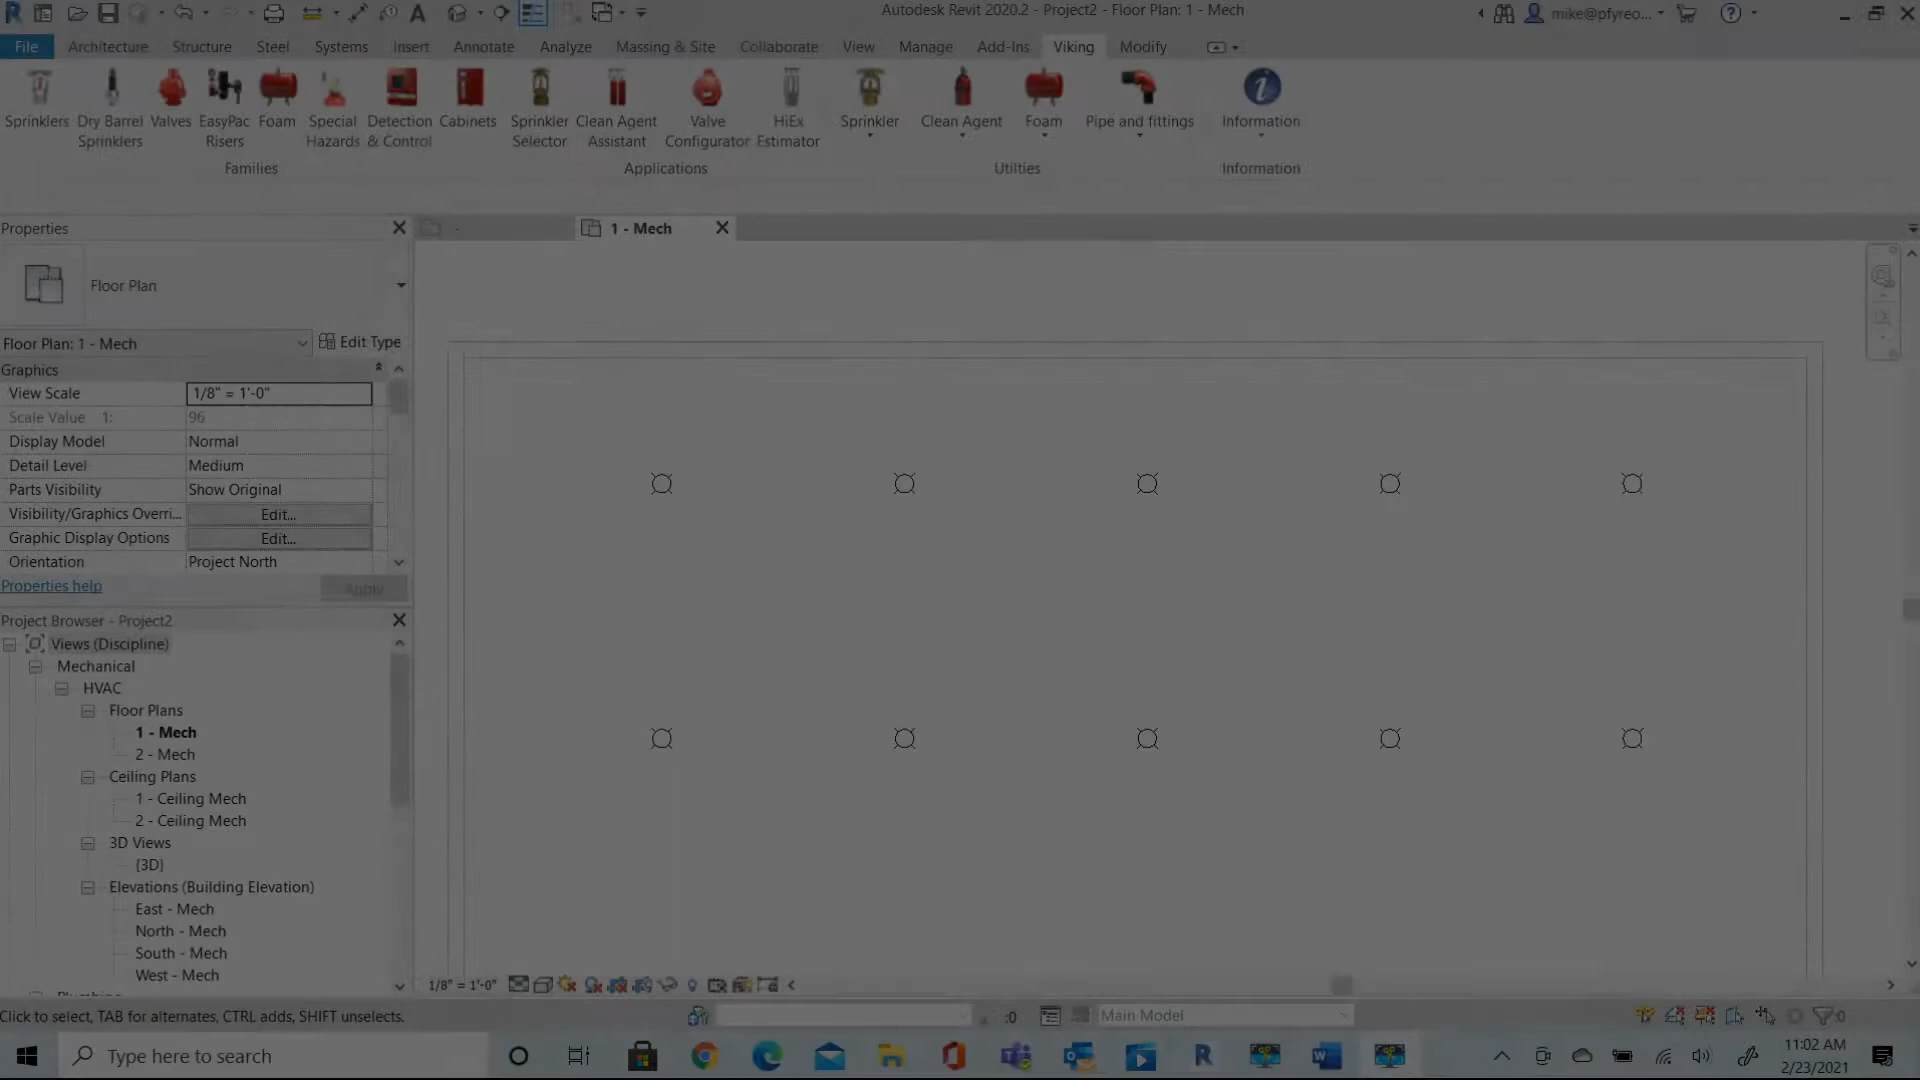 Autodesk Revit 2020.2 - Project2 - Floor Plan: 1 - Mech
mike@pfyreo...
File Architecture Structure Steel Systems Insert Annotate Analyze Massing & Site Collaborate View Manage Add-Ins Viking Modify
Sprinklers Dry Barrel Sprinklers Valves EasyPac Risers Foam Special Hazards Detection & Control Cabinets Sprinkler Selector Clean Agent Assistant Valve Configurator HiEx Estimator Sprinkler Clean Agent Foam Pipe and fittings Information
Families Applications Utlities Information
Properties
1 - Mech
Floor Plan
Floor Plan: 1 - Mech Edit Type
Graphics
View Scale 1/8" = 1'-0"
Scale Value 1: 96
Display Model Normal
Detail Level Medium
Parts Visibility Show Original
Visibility/Graphics Overri... Edit...
Graphic Display Options Edit...
Orientation Project North
Properties help Apply
Project Browser - Project2
Views (Discipline)
Mechanical
HVAC
Floor Plans
1 - Mech
2 - Mech
Ceiling Plans
1 - Ceiling Mech
2 - Ceiling Mech
3D Views
{3D}
Elevations (Building Elevation)
East - Mech
North - Mech
South - Mech
West - Mech
1/8" = 1'-0"
Click to select, TAB for alternates, CTRL adds, SHIFT unselects.
:0
Main Model
:0
Type here to search
11:02 AM
2/23/2021